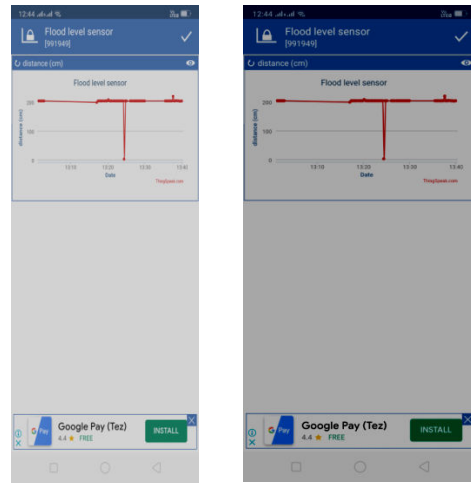 12:44
Flood level sensor
[991949]
distance (cm)
Flood level sensor
distance (cm)
200
100
0
13:10 13:20 13:30 13:40
Date
ThingSpeak.com
G Pay
Google Pay (Tez)
4.4 ★ FREE
INSTALL
12:44
Flood level sensor
[991949]
distance (cm)
Flood level sensor
distance (cm)
200
100
0
13:10 13:20 13:30 13:40
Date
ThingSpeak.com
G Pay
Google Pay (Tez)
4.4 ★ FREE
INSTALL